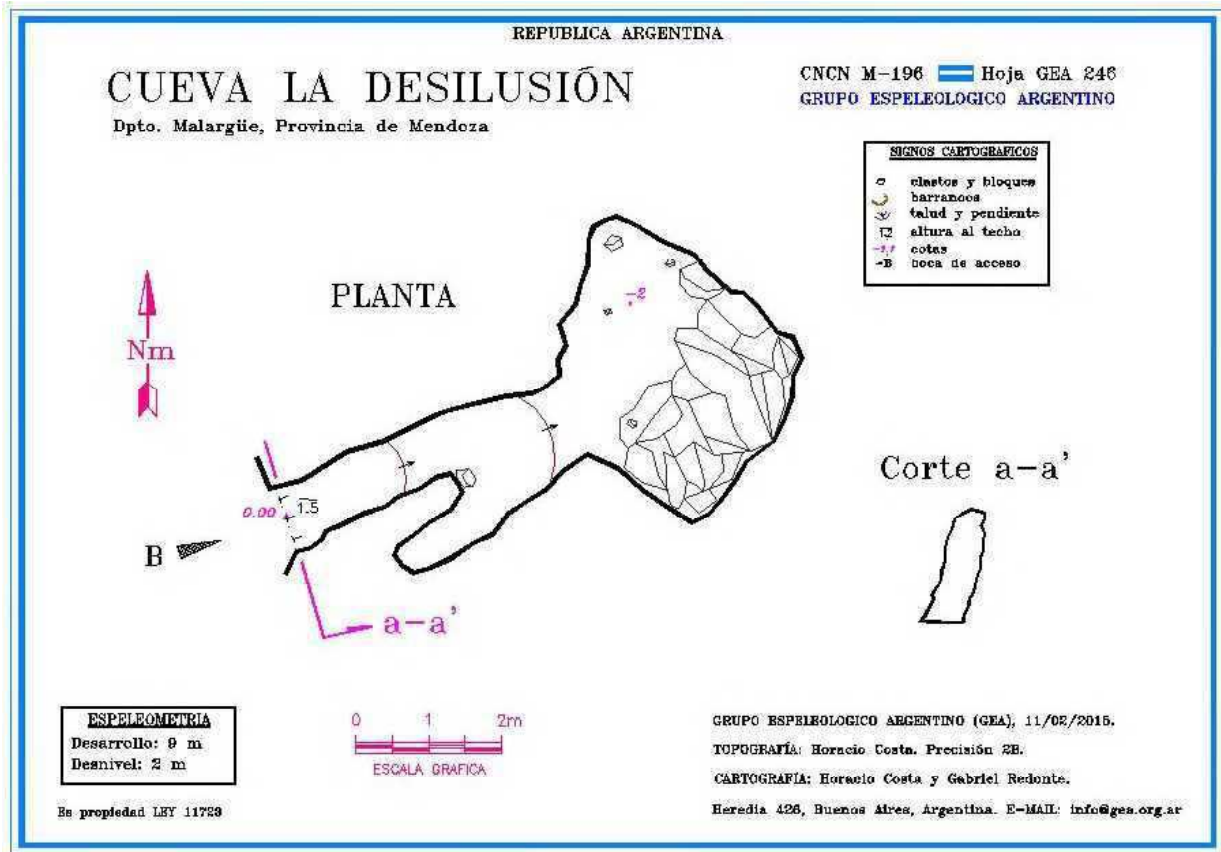 REPUBLICA ARGENTINA
CUEVA LA DESILUSIÓN
Dpto. Malargüe, Provincia de Mendoza
CNCN M-196 Hoja GEA 246
GRUPO ESPELEOLOGICO ARGENTINO
SIGNOS CARTOGRAFICOS
clastos y bloques
barrancos
talud y pendiente
altura al techo
cotas
B boca de acceso
PLANTA
Nm
-2
0.00
1.5
B
a-a'
Corte a-a'
ESPELEOMETRIA
Desarrollo: 9 m
Desnivel: 2 m
Es propiedad LEY 11723
0 1 2m
ESCALA GRAFICA
GRUPO ESPELEOLOGICO ARGENTINO (GEA), 11/02/2015.
TOPOGRAFÍA: Horacio Costa. Precisión 2B.
CARTOGRAFÍA: Horacio Costa y Gabriel Redonte.
Heredia 426, Buenos Aires, Argentina. E-MAIL: info@gea.org.ar